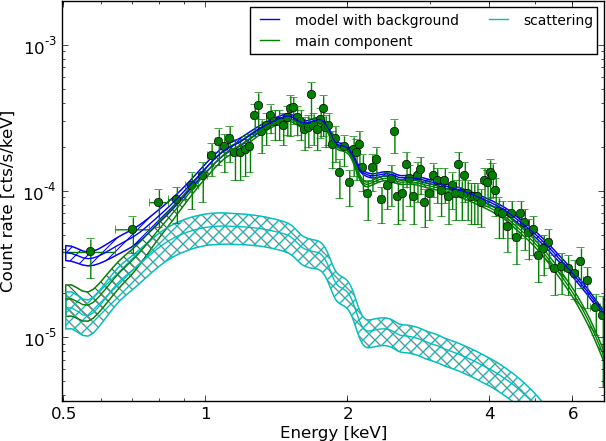 model with background
scattering
main component
10⁻³
10⁻⁴
10⁻⁵
Count rate [cts/s/keV]
0.5 1 2 4 6
Energy [keV]